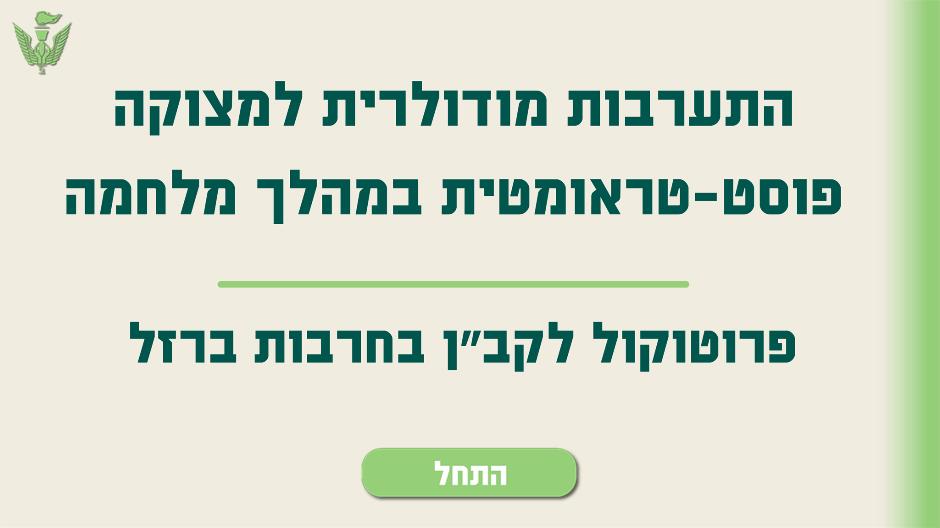 התערבות מודולרית למצוקה
פוסט-טראומטית במהלך מלחמה
פרוטוקול לקב״ן בחרבות ברזל
התחל